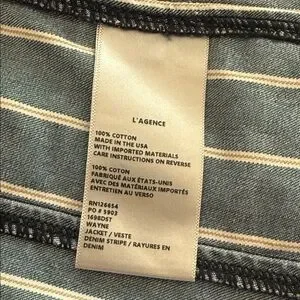 L'AGENCE
100% COTTON
MADE IN THE USA
WITH IMPORTED MATERIALS
CARE INSTRUCTIONS ON REVERSE
100% COTON
FABRIQUÉ AUX ÉTATS-UNIS
AVEC DES MATÉRIAUX IMPORTÉS
ENTRETIEN AU VERSO
RN126654
PO # 5902
1698DST
WAYNE
JACKET / VESTE
DENIM STRIPE / RAYURES EN
DENIM